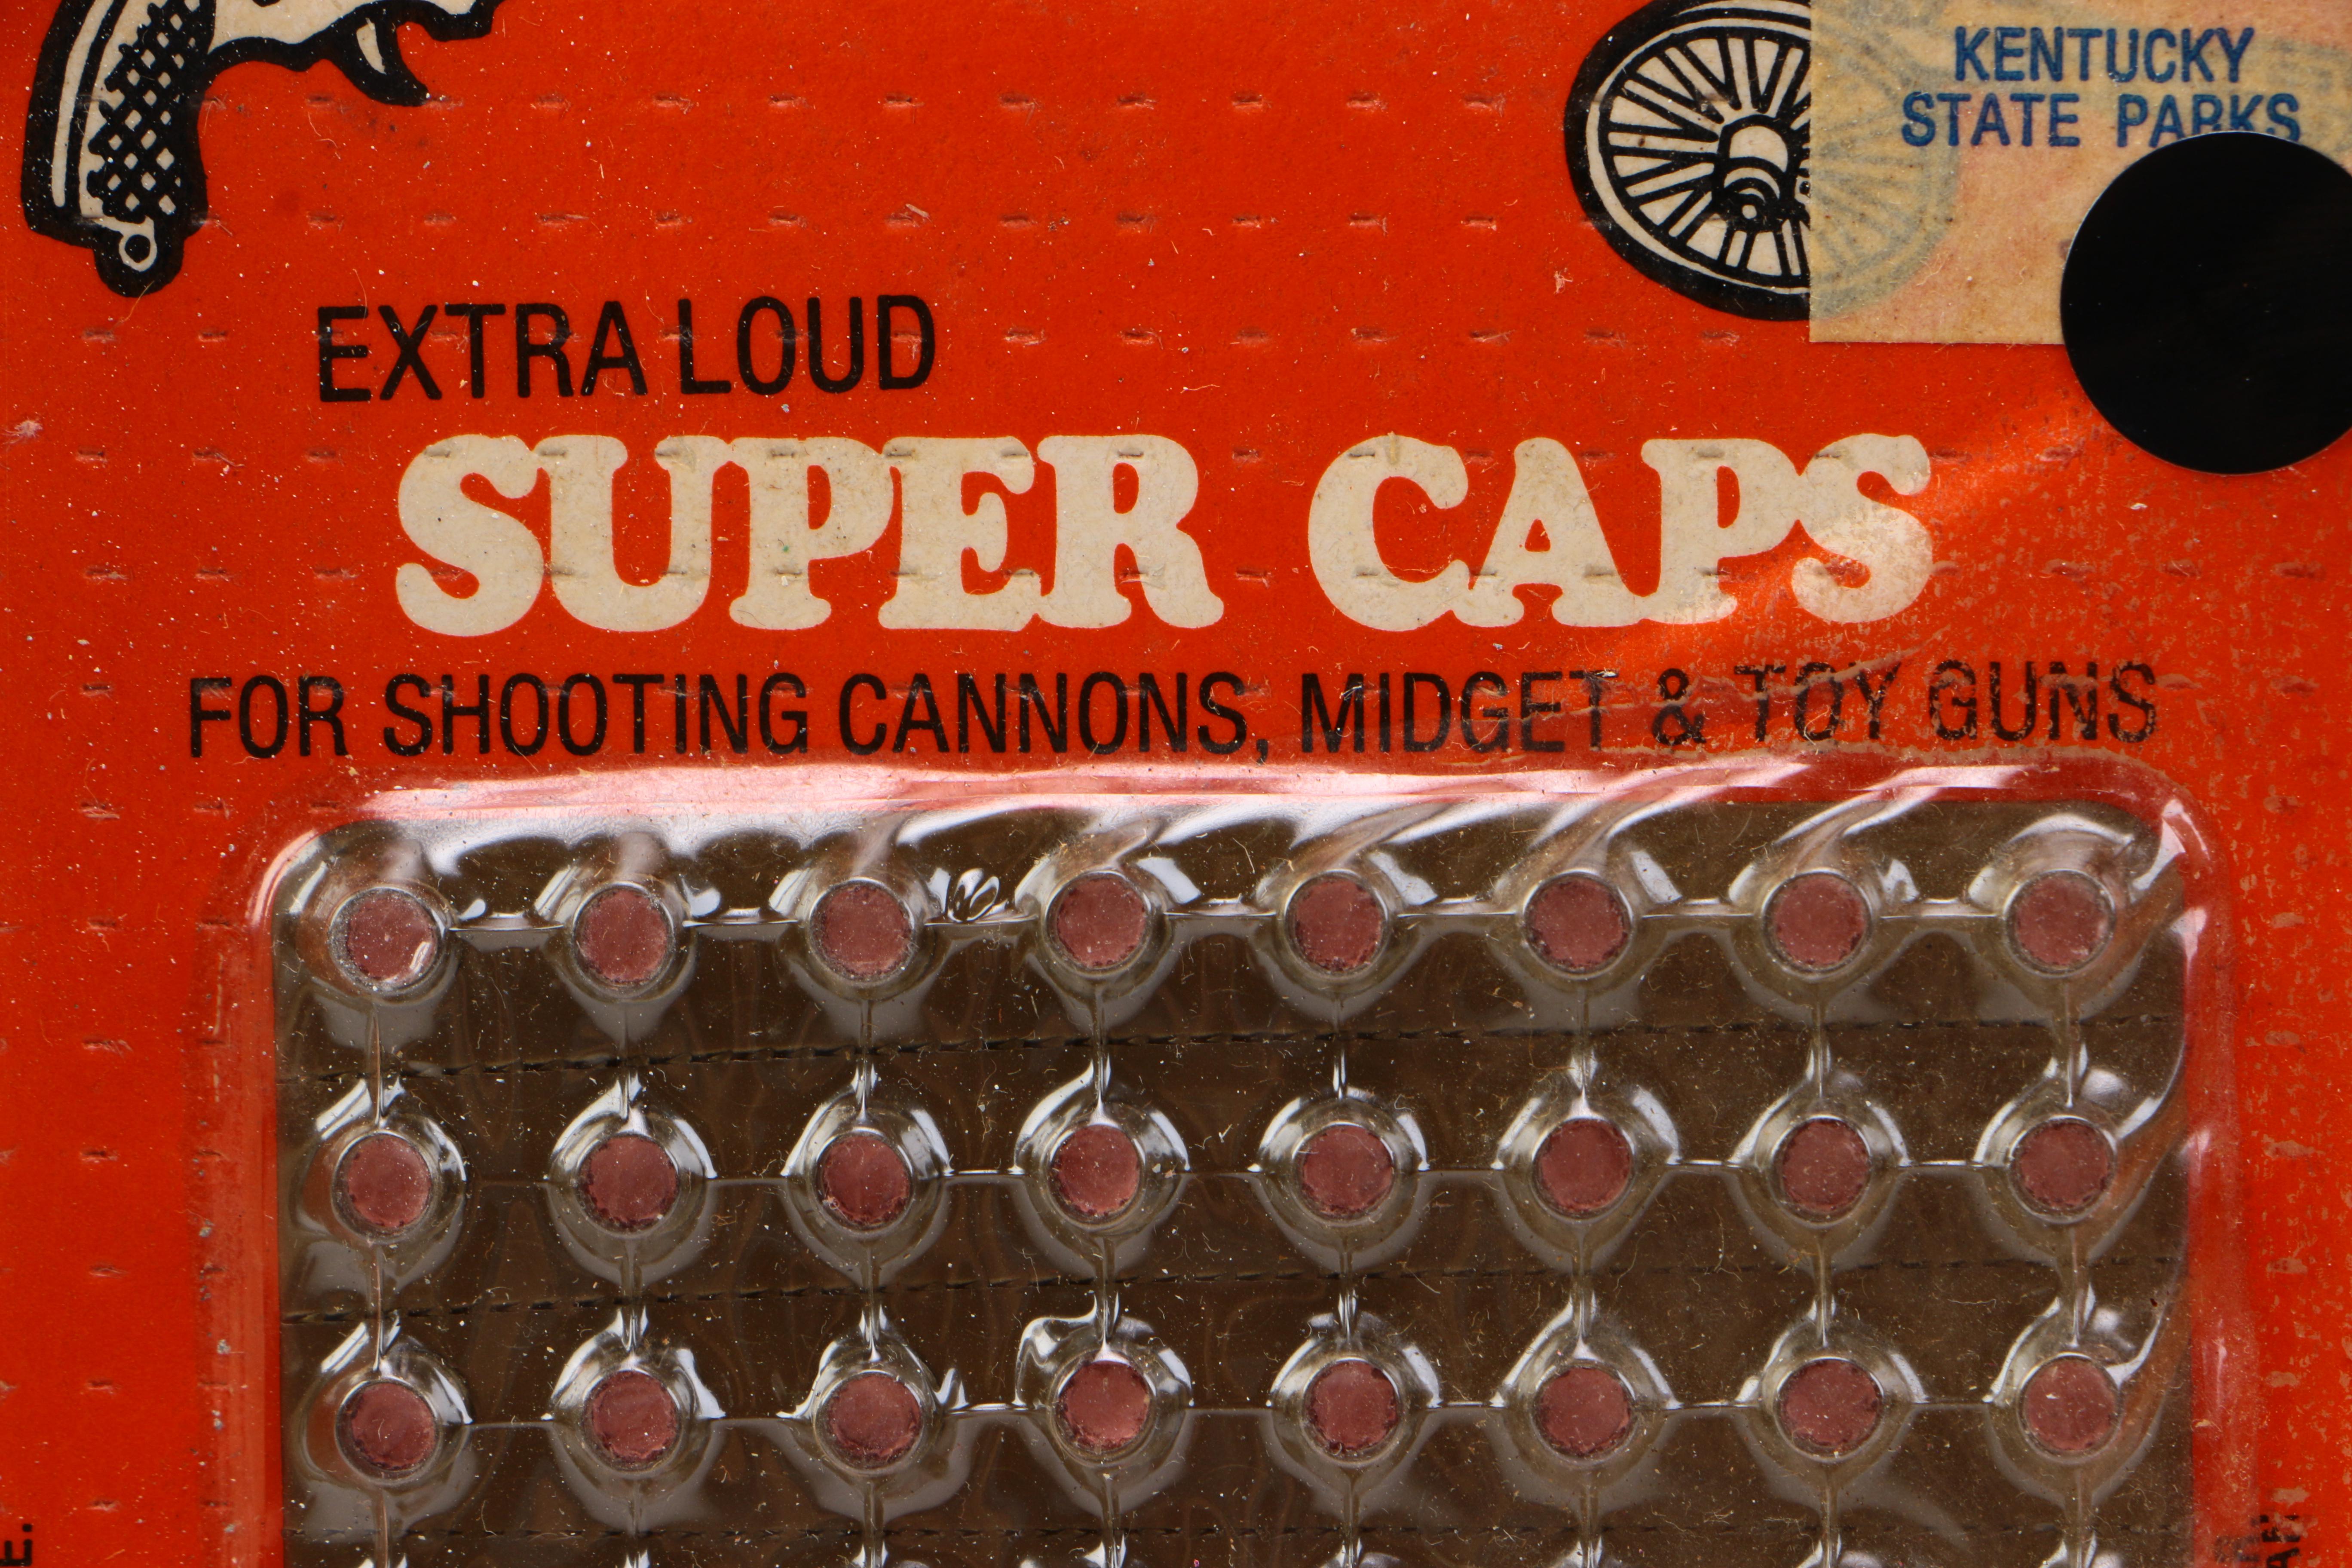 KENTUCKY
STATE PARKS
EXTRA LOUD
SUPER CAPS
FOR SHOOTING CANNONS, MIDGET & TOY GUNS